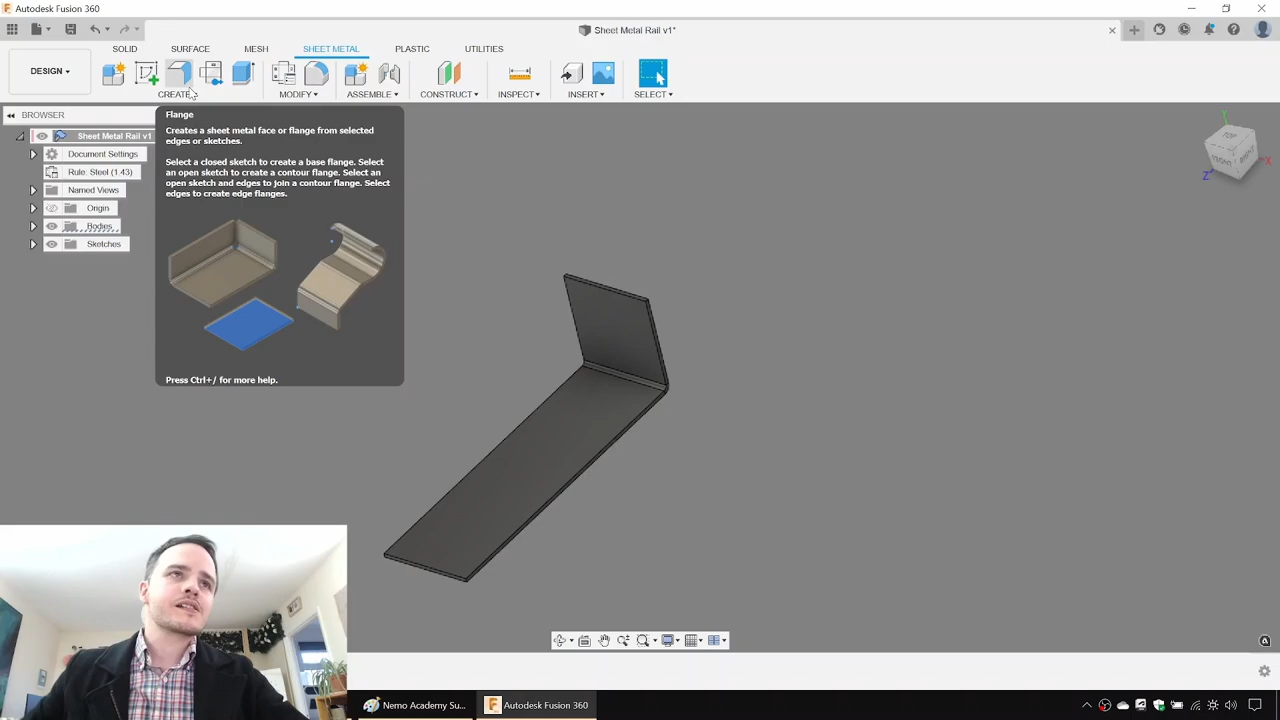 Autodesk Fusion 360
Sheet Metal Rail v1*
DESIGN
SOLID SURFACE MESH SHEET METAL PLASTIC UTILITIES
CREATE MODIFY ASSEMBLE CONSTRUCT INSPECT INSERT SELECT
BROWSER
Sheet Metal Rail v1
Document Settings
Rule: Steel (1.43)
Named Views
Origin
Bodies
Sketches
Flange
Creates a sheet metal face or flange from selected
edges or sketches.
Select a closed sketch to create a base flange. Select
an open sketch to create a contour flange. Select an
open sketch and edges to join a contour flange. Select
edges to create edge flanges.
Press Ctrl+/ for more help.
Y
TOP
FRONT RIGHT
X
Z
Nemo Academy Su...
Autodesk Fusion 360